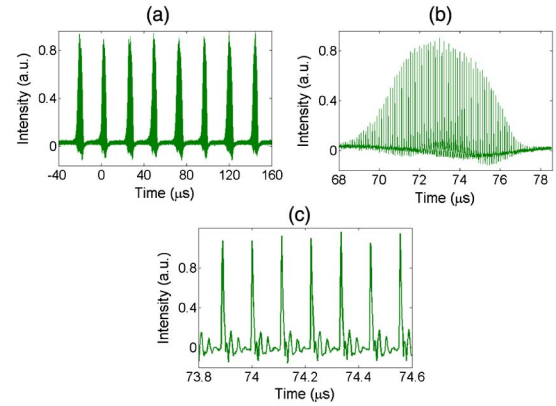 (a)
(b)
Intensity (a.u.)
0.8
0.4
0
-40 0 40 80 120 160
Time (μs)
Intensity (a.u.)
0.8
0.4
0
68 70 72 74 76 78
Time (μs)
(c)
Intensity (a.u.)
0.8
0.4
0
73.8 74 74.2 74.4 74.6
Time (μs)